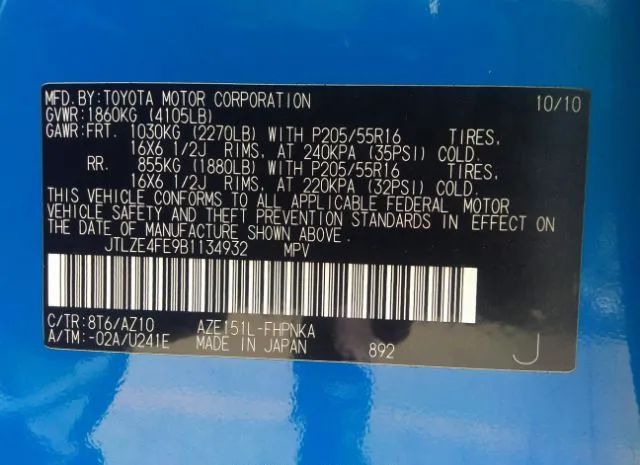 MFD.BY:TOYOTA MOTOR CORPORATION 10/10
GVWR:1860KG (4105LB)
GAWR:FRT. 1030KG (2270LB) WITH P205/55R16 TIRES,
16X6 1/2J RIMS, AT 240KPA (35PSI) COLD.
RR. 855KG (1880LB) WITH P205/55R16 TIRES,
16X6 1/2J RIMS, AT 220KPA (32PSI) COLD.
THIS VEHICLE CONFORMS TO ALL APPLICABLE FEDERAL MOTOR
VEHICLE SAFETY AND THEFT PREVENTION STANDARDS IN EFFECT ON
THE DATE OF MANUFACTURE SHOWN ABOVE.
JTLZE4FE9B1134932 MPV
C/TR:8T6/AZ10 AZE151L-FHPNKA
A/TM:-02A/U241E MADE IN JAPAN 892 J